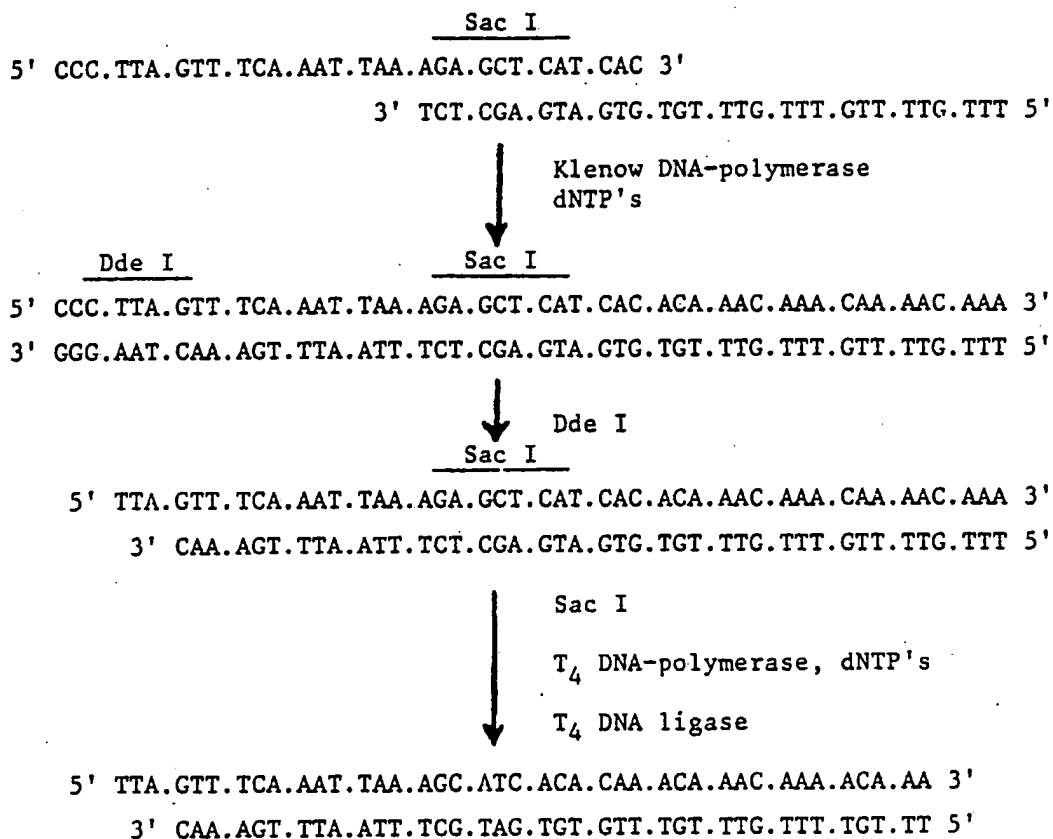 Sac I
5' CCC.TTA.GTT.TCA.AAT.TAA.AGA.GCT.CAT.CAC 3'
3' TCT.CGA.GTA.GTG.TGT.TTG.TTT.GTT.TTG.TTT 5'
Klenow DNA-polymerase
dNTP's
Dde I Sac I
5' CCC.TTA.GTT.TCA.AAT.TAA.AGA.GCT.CAT.CAC.ACA.AAC.AAA.CAA.AAC.AAA 3'
3' GGG.AAT.CAA.AGT.TTA.ATT.TCT.CGA.GTA.GTG.TGT.TTG.TTT.GTT.TTG.TTT 5'
Dde I
Sac I
5' TTA.GTT.TCA.AAT.TAA.AGA.GCT.CAT.CAC.ACA.AAC.AAA.CAA.AAC.AAA 3'
3' CAA.AGT.TTA.ATT.TCT.CGA.GTA.GTG.TGT.TTG.TTT.GTT.TTG.TTT 5'
Sac I
T4 DNA-polymerase, dNTP's
T4 DNA ligase
5' TTA.GTT.TCA.AAT.TAA.AGC.ATC.ACA.CAA.ACA.AAC.AAA.ACA.AA 3'
3' CAA.AGT.TTA.ATT.TCG.TAG.TGT.GTT.TGT.TTG.TTT.TGT.TT 5'